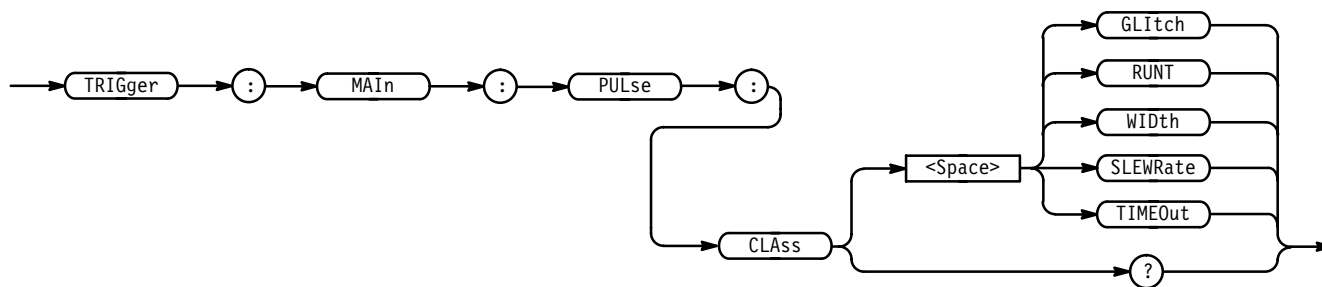 TRIGger : MAIn : PULse :
CLAss
<Space>
GLItch
RUNT
WIDth
SLEWRate
TIMEOut
?